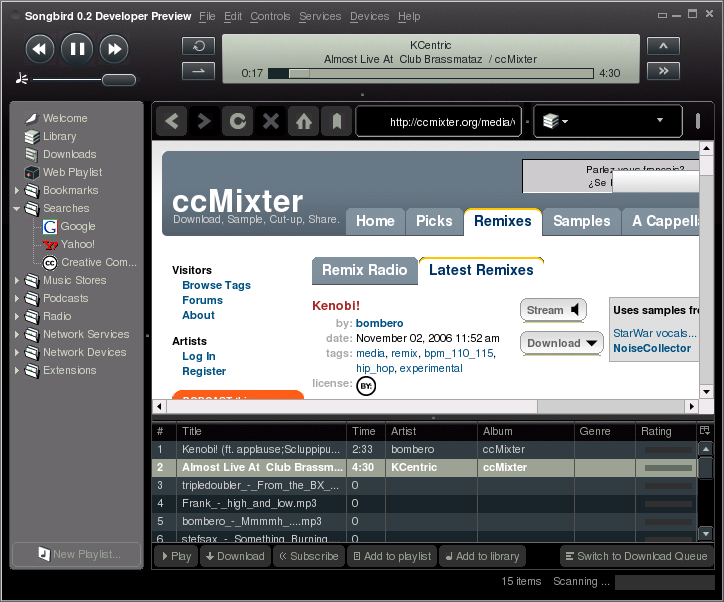 Songbird 0.2 Developer Preview File Edit Controls Services Devices Help
KCentric
Almost Live At Club Brassmataz / ccMixter
0:17 4:30
http://ccmixter.org/media/
Welcome
Library
Downloads
Web Playlist
Bookmarks
Searches
Google
Yahoo!
Creative Com...
Music Stores
Podcasts
Radio
Network Services
Network Devices
Extensions
New Playlist...
Parlez vous français?
¿Se
ccMixter
Download, Sample, Cut-up, Share.
Home Picks Remixes Samples A Cappella
Visitors
Browse Tags
Forums
About
Artists
Log In
Register
Remix Radio Latest Remixes
Kenobi!
by: bombero
date: November 02, 2006 11:52 am
tags: media, remix, bpm_110_115,
hip_hop, experimental
license: BY:
Stream
Download
Uses samples fro
StarWar vocals...
NoiseCollector
# Title Time Artist Album Genre Rating
1 Kenobi! (ft. applause;Scluppipu... 2:33 bombero ccMixter
2 Almost Live At Club Brassm... 4:30 KCentric ccMixter
3 tripledoubler_-_From_the_BX_... 0
4 Frank_-_high_and_low.mp3 0
5 bombero_-_Mmmmh_....mp3 0
6 stefsax_-_Something_Burning 0
Play Download Subscribe Add to playlist Add to library Switch to Download Queue
15 items Scanning ...